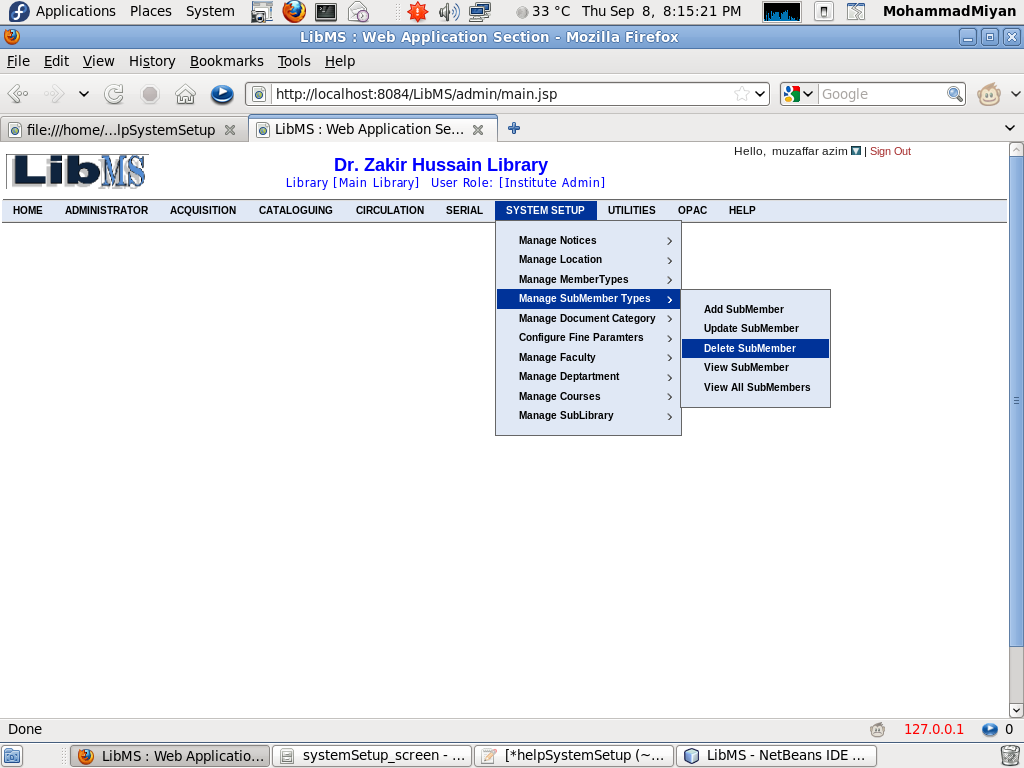 Applications Places System 33 °C Thu Sep 8, 8:15:21 PM MohammadMiyan
LibMS : Web Application Section - Mozilla Firefox
File Edit View History Bookmarks Tools Help
http://localhost:8084/LibMS/admin/main.jsp Google
file:///home/...lpSystemSetup LibMS : Web Application Se...
Hello, muzaffar azim | Sign Out
LibMS
Dr. Zakir Hussain Library
Library [Main Library] User Role: [Institute Admin]
HOME ADMINISTRATOR ACQUISITION CATALOGUING CIRCULATION SERIAL SYSTEM SETUP UTILITIES OPAC HELP
Manage Notices
Manage Location
Manage MemberTypes
Manage SubMember Types
Manage Document Category
Configure Fine Paramters
Manage Faculty
Manage Deptartment
Manage Courses
Manage SubLibrary
Add SubMember
Update SubMember
Delete SubMember
View SubMember
View All SubMembers
Done 127.0.0.1 0
LibMS : Web Applicatio... systemSetup_screen - ... [*helpSystemSetup (~... LibMS - NetBeans IDE ...